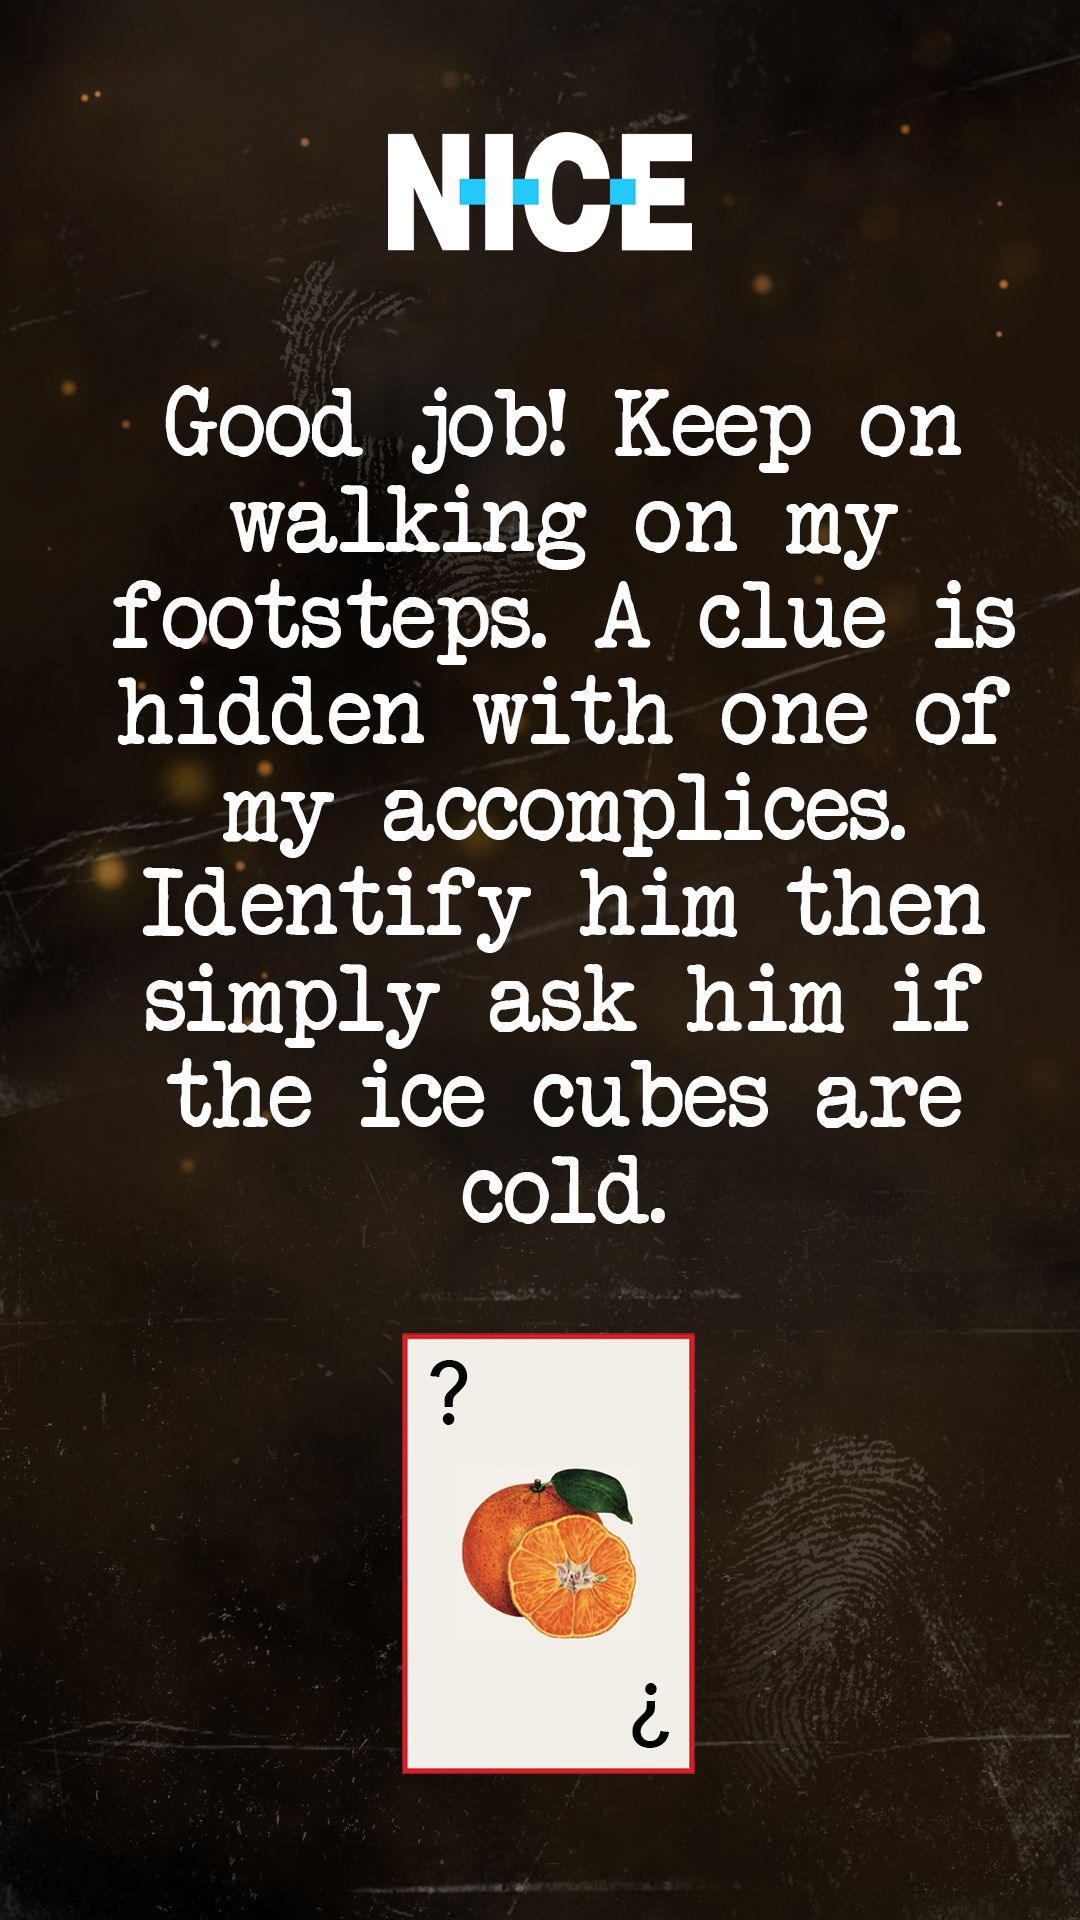 NICE
Good job! Keep on
walking on my
footsteps. A clue is
hidden with one of
my accomplices.
Identify him then
simply ask him if
the ice cubes are
cold.
?
?